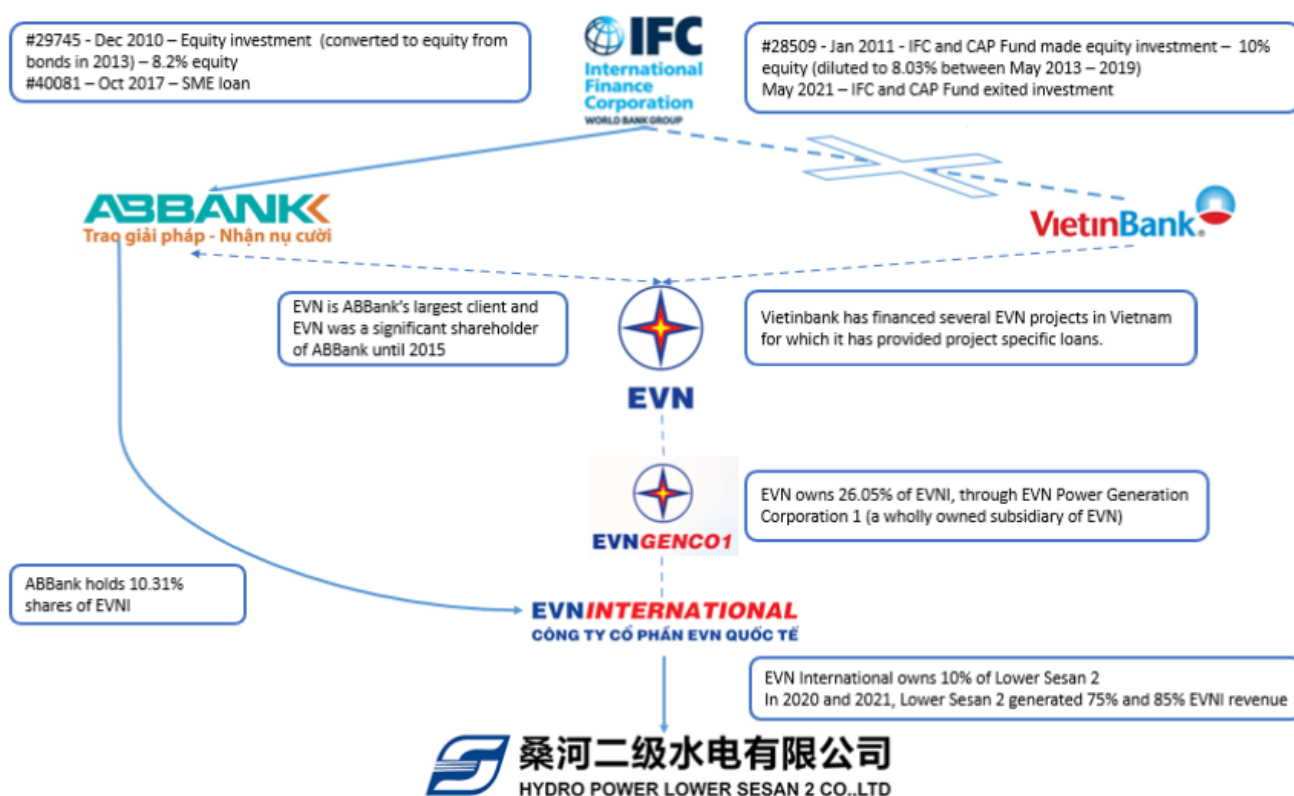 #29745 - Dec 2010 – Equity investment (converted to equity from
bonds in 2013) – 8.2% equity
#40081 – Oct 2017 – SME loan
IFC
International
Finance
Corporation
WORLD BANK GROUP
#28509 - Jan 2011 - IFC and CAP Fund made equity investment – 10%
equity (diluted to 8.03% between May 2013 – 2019)
May 2021 – IFC and CAP Fund exited investment
ABBANK
Trao giải pháp - Nhận nụ cười
VietinBank
EVN is ABBank's largest client and
EVN was a significant shareholder
of ABBank until 2015
EVN
Vietinbank has financed several EVN projects in Vietnam
for which it has provided project specific loans.
EVNGENCO1
EVN owns 26.05% of EVNI, through EVN Power Generation
Corporation 1 (a wholly owned subsidiary of EVN)
ABBank holds 10.31%
shares of EVNI
EVNINTERNATIONAL
CÔNG TY CỔ PHẦN EVN QUỐC TẾ
EVN International owns 10% of Lower Sesan 2
In 2020 and 2021, Lower Sesan 2 generated 75% and 85% EVNI revenue
桑河二级水电有限公司
HYDRO POWER LOWER SESAN 2 CO.,LTD